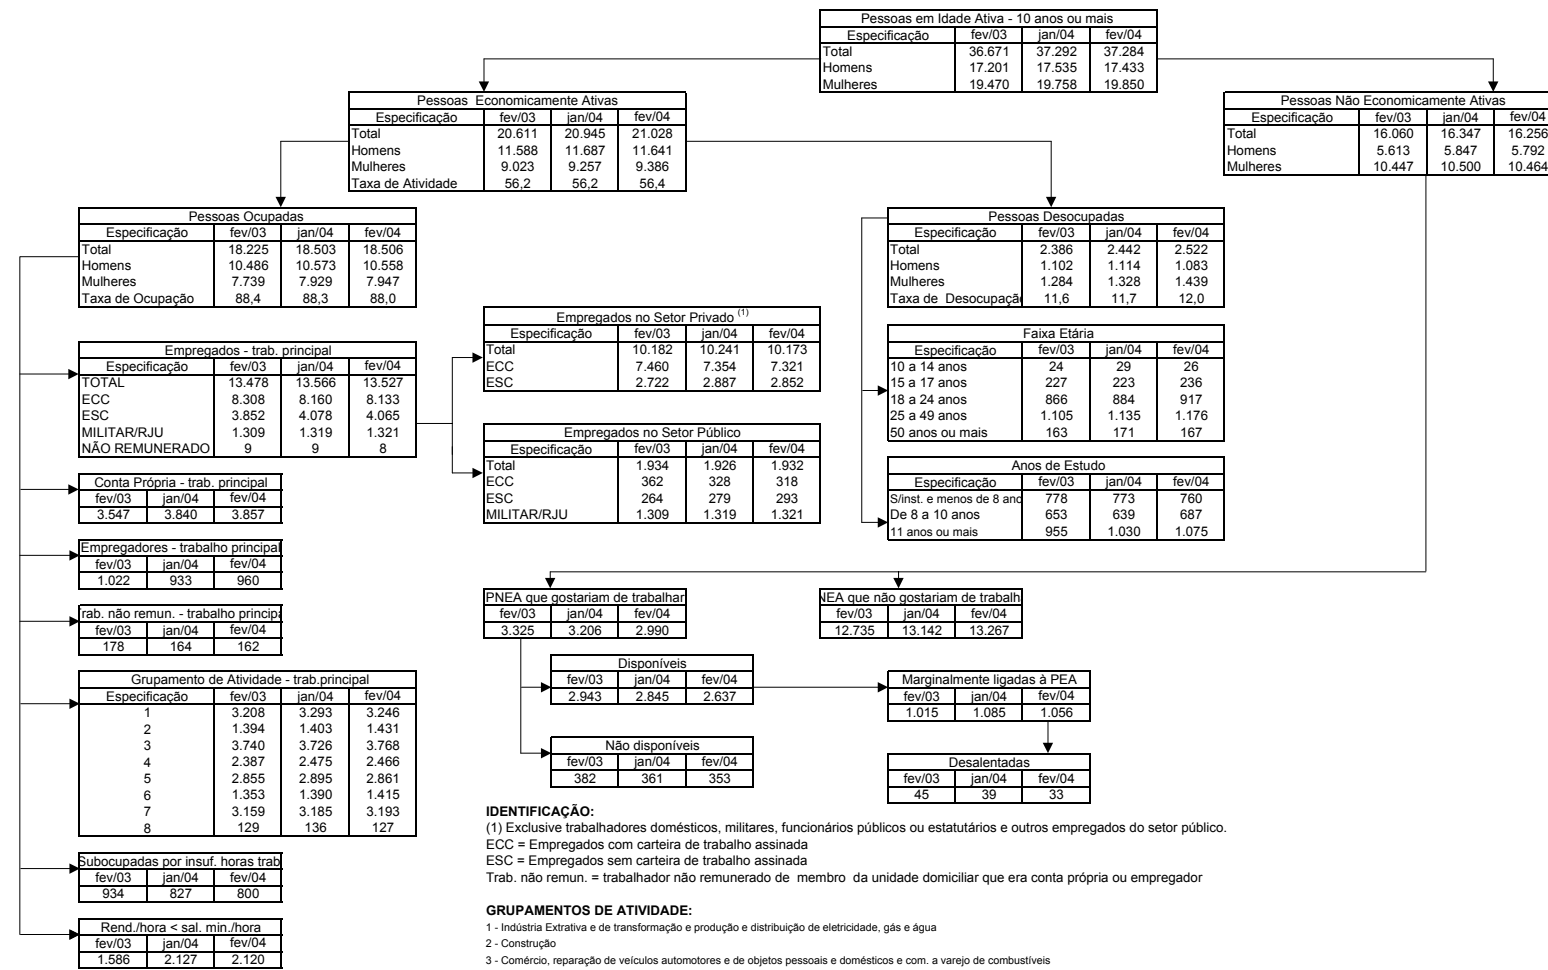 Pessoas em Idade Ativa - 10 anos ou mais
Especificação fev/03 jan/04 fev/04
Total 36.671 37.292 37.284
Homens 17.201 17.535 17.433
Mulheres 19.470 19.758 19.850
Pessoas Economicamente Ativas
Especificação fev/03 jan/04 fev/04
Total 20.611 20.945 21.028
Homens 11.588 11.687 11.641
Mulheres 9.023 9.257 9.386
Taxa de Atividade 56,2 56,2 56,4
Pessoas Não Economicamente Ativas
Especificação fev/03 jan/04 fev/04
Total 16.060 16.347 16.256
Homens 5.613 5.847 5.792
Mulheres 10.447 10.500 10.464
Pessoas Ocupadas
Especificação fev/03 jan/04 fev/04
Total 18.225 18.503 18.506
Homens 10.486 10.573 10.558
Mulheres 7.739 7.929 7.947
Taxa de Ocupação 88,4 88,3 88,0
Pessoas Desocupadas
Especificação fev/03 jan/04 fev/04
Total 2.386 2.442 2.522
Homens 1.102 1.114 1.083
Mulheres 1.284 1.328 1.439
Taxa de Desocupaçã 11,6 11,7 12,0
Empregados - trab. principal
Especificação fev/03 jan/04 fev/04
TOTAL 13.478 13.566 13.527
ECC 8.308 8.160 8.133
ESC 3.852 4.078 4.065
MILITAR/RJU 1.309 1.319 1.321
NÃO REMUNERADO 9 9 8
Empregados no Setor Privado (1)
Especificação fev/03 jan/04 fev/04
Total 10.182 10.241 10.173
ECC 7.460 7.354 7.321
ESC 2.722 2.887 2.852
Empregados no Setor Público
Especificação fev/03 jan/04 fev/04
Total 1.934 1.926 1.932
ECC 362 328 318
ESC 264 279 293
MILITAR/RJU 1.309 1.319 1.321
Faixa Etária
Especificação fev/03 jan/04 fev/04
10 a 14 anos 24 29 26
15 a 17 anos 227 223 236
18 a 24 anos 866 884 917
25 a 49 anos 1.105 1.135 1.176
50 anos ou mais 163 171 167
Anos de Estudo
Especificação fev/03 jan/04 fev/04
S/inst. e menos de 8 ano 778 773 760
De 8 a 10 anos 653 639 687
11 anos ou mais 955 1.030 1.075
Conta Própria - trab. principal
fev/03 jan/04 fev/04
3.547 3.840 3.857
Empregadores - trabalho principal
fev/03 jan/04 fev/04
1.022 933 960
rab. não remun. - trabalho principa
fev/03 jan/04 fev/04
178 164 162
PNEA que gostariam de trabalhar
fev/03 jan/04 fev/04
3.325 3.206 2.990
NEA que não gostariam de trabalh
fev/03 jan/04 fev/04
12.735 13.142 13.267
Disponíveis
fev/03 jan/04 fev/04
2.943 2.845 2.637
Marginalmente ligadas à PEA
fev/03 jan/04 fev/04
1.015 1.085 1.056
Não disponíveis
fev/03 jan/04 fev/04
382 361 353
Desalentadas
fev/03 jan/04 fev/04
45 39 33
Grupamento de Atividade - trab.principal
Especificação fev/03 jan/04 fev/04
1 3.208 3.293 3.246
2 1.394 1.403 1.431
3 3.740 3.726 3.768
4 2.387 2.475 2.466
5 2.855 2.895 2.861
6 1.353 1.390 1.415
7 3.159 3.185 3.193
8 129 136 127
Subocupadas por insuf. horas trab
fev/03 jan/04 fev/04
934 827 800
Rend./hora < sal. min./hora
fev/03 jan/04 fev/04
1.586 2.127 2.120
IDENTIFICAÇÃO:
(1) Exclusive trabalhadores domésticos, militares, funcionários públicos ou estatutários e outros empregados do setor público.
ECC = Empregados com carteira de trabalho assinada
ESC = Empregados sem carteira de trabalho assinada
Trab. não remun. = trabalhador não remunerado de membro da unidade domiciliar que era conta própria ou empregador
GRUPAMENTOS DE ATIVIDADE:
1 - Indústria Extrativa e de transformação e produção e distribuição de eletricidade, gás e água
2 - Construção
3 - Comércio, reparação de veículos automotores e de objetos pessoais e domésticos e com. a varejo de combustíveis